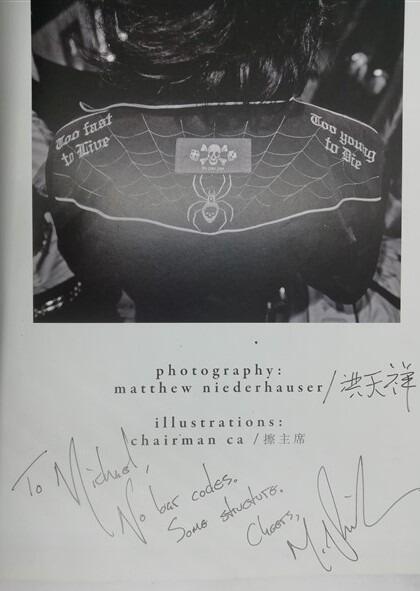 Too fast
to Live
Too young
to Die
photography:
matthew niederhauser/洪天祥
illustrations:
chairman ca / 擦主席
To Michael,
No bar codes.
Some structure.
Cheers,